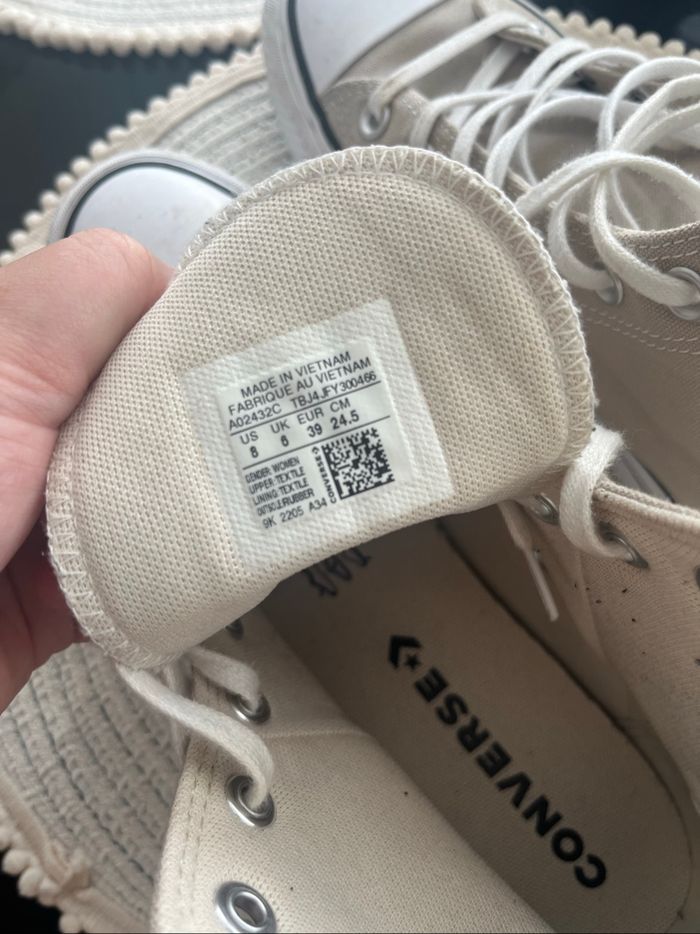 MADE IN VIETNAM
FABRIQUE AU VIETNAM
A02432C TBJ4JFY300466
US UK EUR CM
8 6 39 24.5
GENDER: WOMEN
UPPER: TEXTILE
LINING: TEXTILE
OUTSOLE: RUBBER
9K 2205 A34
CONVERSE
CONVERSE